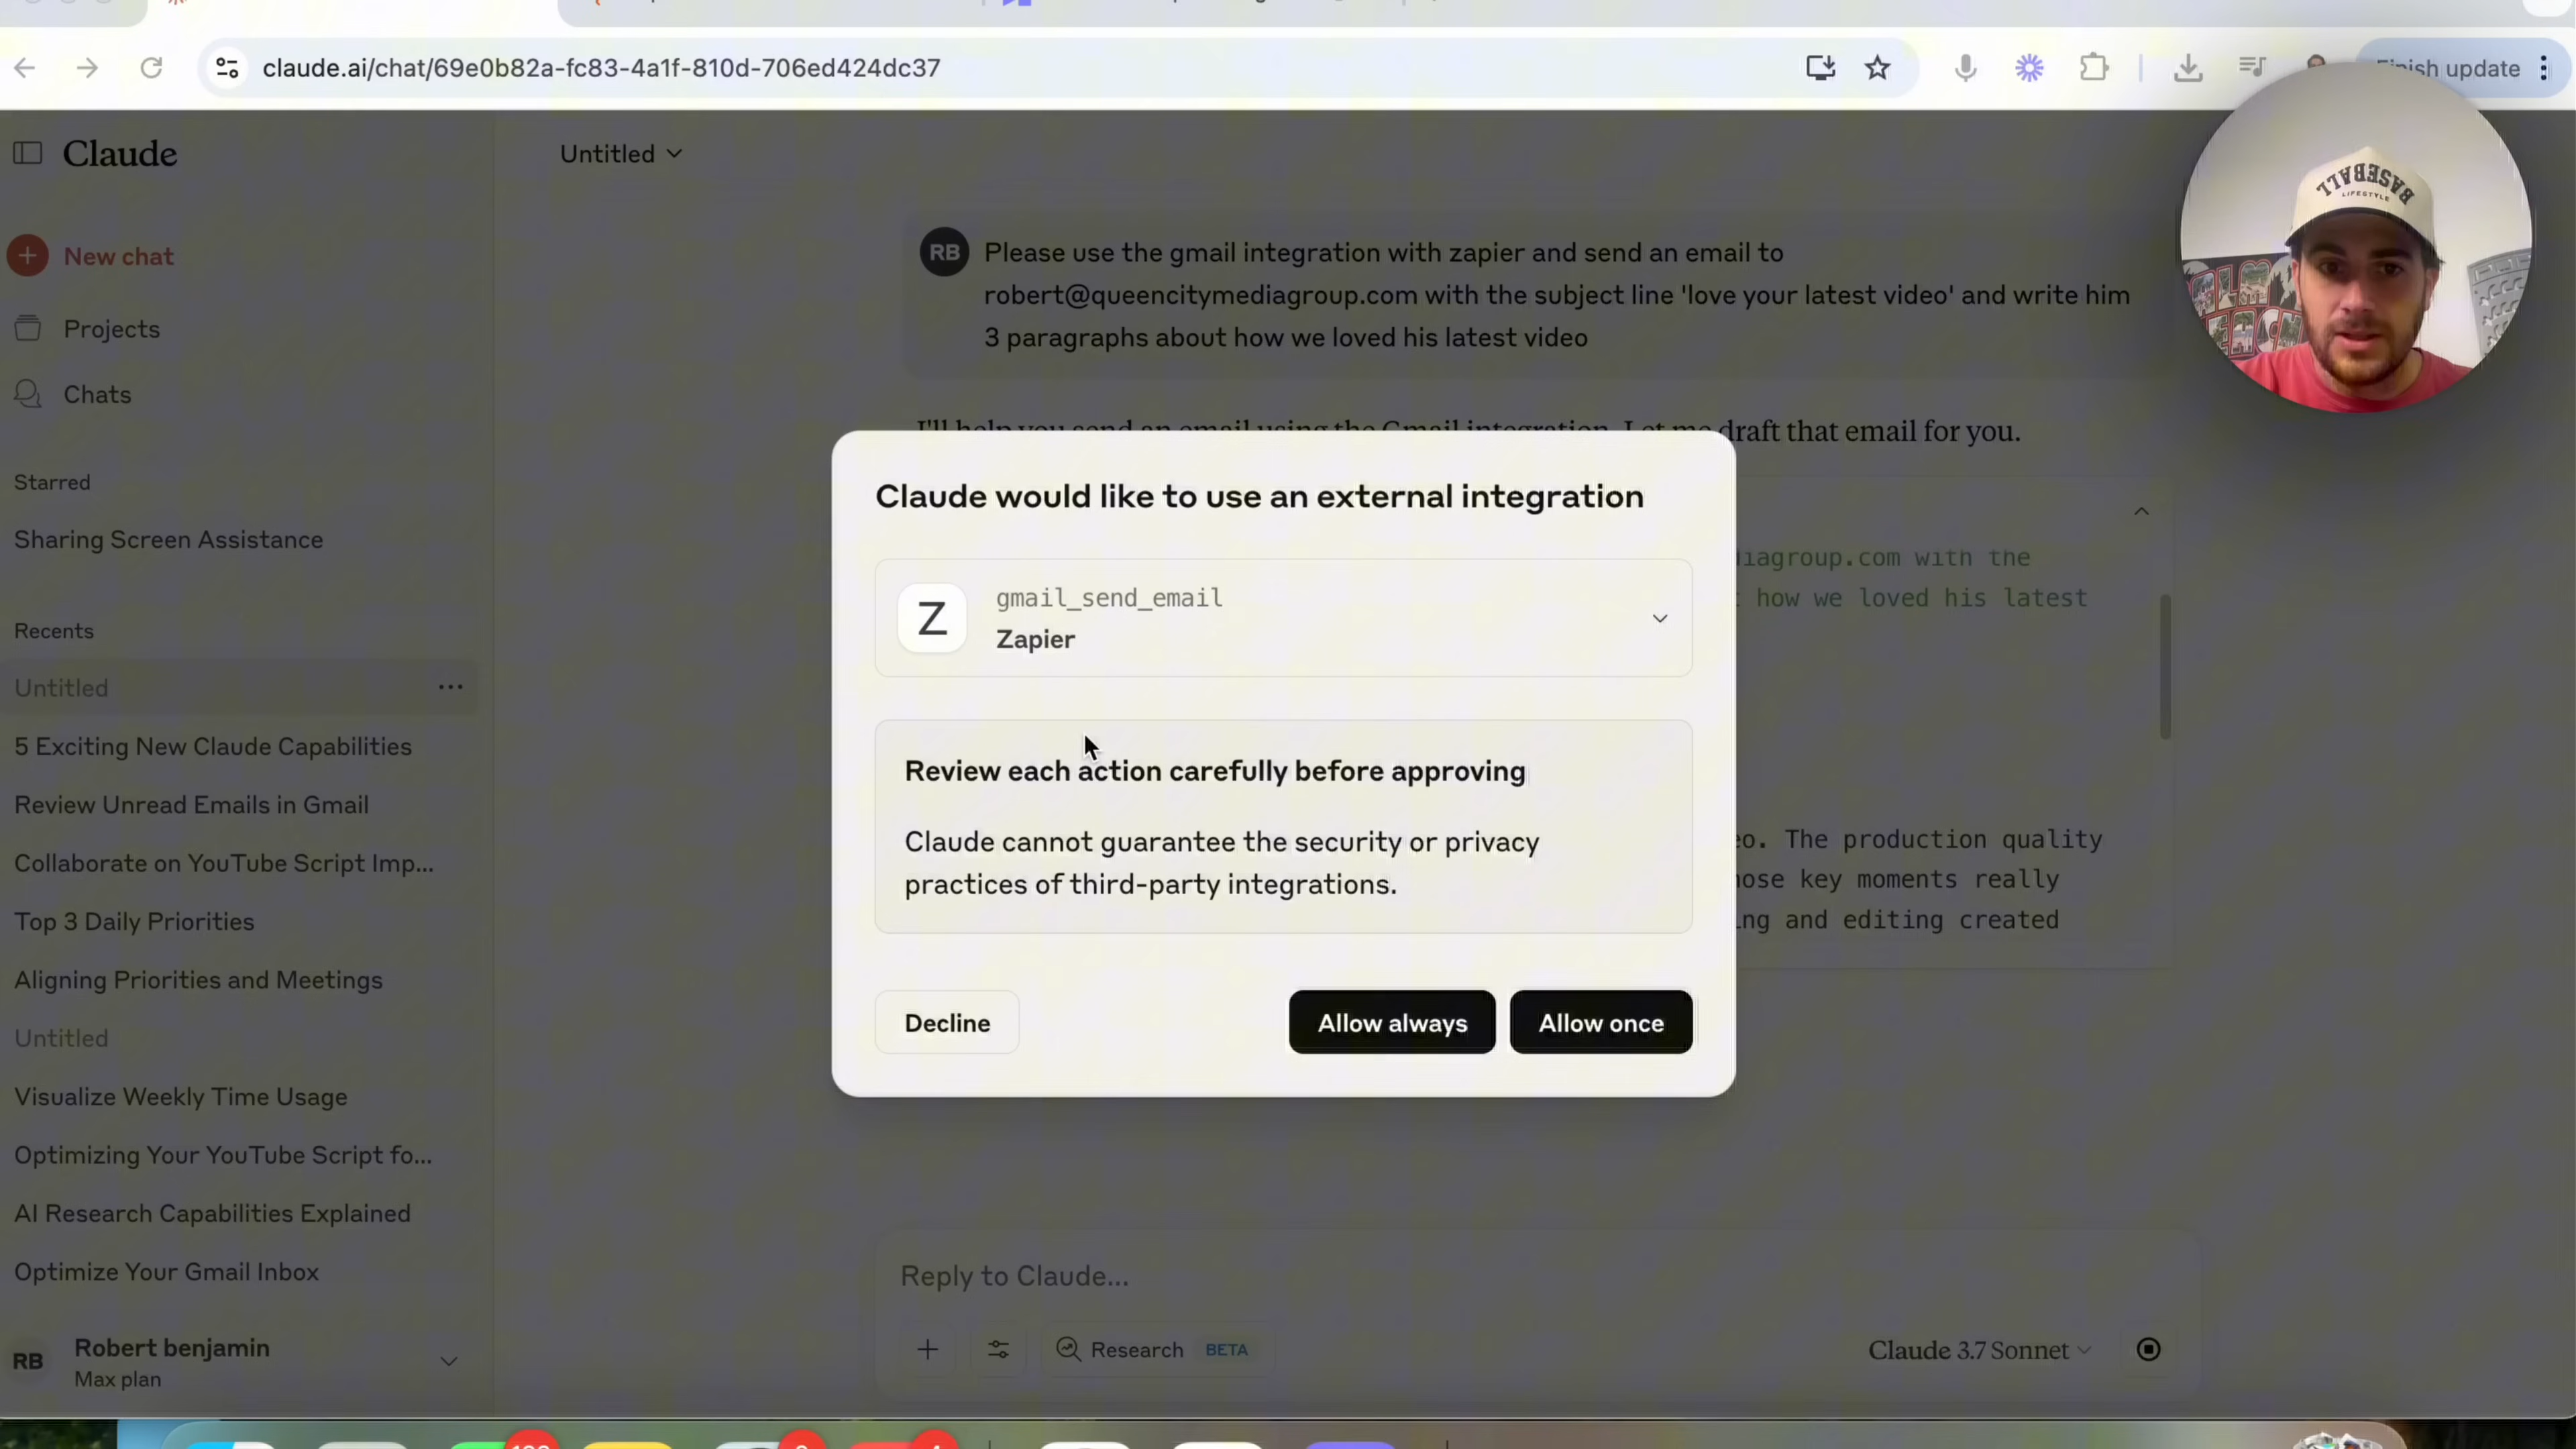 claude.ai/chat/69e0b82a-fc83-4a1f-810d-706ed424dc37
Finish update
Claude
Untitled
New chat
Projects
Chats
Starred
Sharing Screen Assistance
Recents
Untitled
5 Exciting New Claude Capabilities
Review Unread Emails in Gmail
Collaborate on YouTube Script Imp...
Top 3 Daily Priorities
Aligning Priorities and Meetings
Untitled
Visualize Weekly Time Usage
Optimizing Your YouTube Script fo...
AI Research Capabilities Explained
Optimize Your Gmail Inbox
RB
Robert benjamin
Max plan
RB
Please use the gmail integration with zapier and send an email to
robert@queencitymediagroup.com with the subject line 'love your latest video' and write him
3 paragraphs about how we loved his latest video
I'll help you send an email using the Gmail integration. Let me draft that email for you.
diagroup.com with the
how we loved his latest
eo. The production quality
key moments really
and editing created
Claude would like to use an external integration
Z
gmail_send_email
Zapier
Review each action carefully before approving
Claude cannot guarantee the security or privacy
practices of third-party integrations.
Decline
Allow always
Allow once
Reply to Claude...
Research
BETA
Claude 3.7 Sonnet
BASEBALL
LIFESTYLE